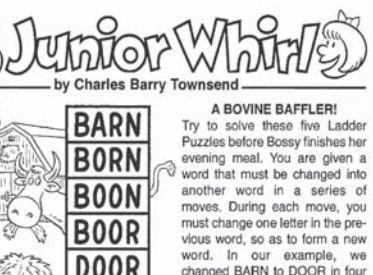 Junior Whirl
by Charles Barry Townsend
BARN
BORN
BOON
BOOR
DOOR
A BOVINE BAFFLER!
Try to solve these five Ladder
Puzzles before Bossy finishes her
evening meal. You are given a
word that must be changed into
another word in a series of
moves. During each move, you
must change one letter in the pre-
vious word, so as to form a new
word. In our example, we
changed BARN to DOOR in four